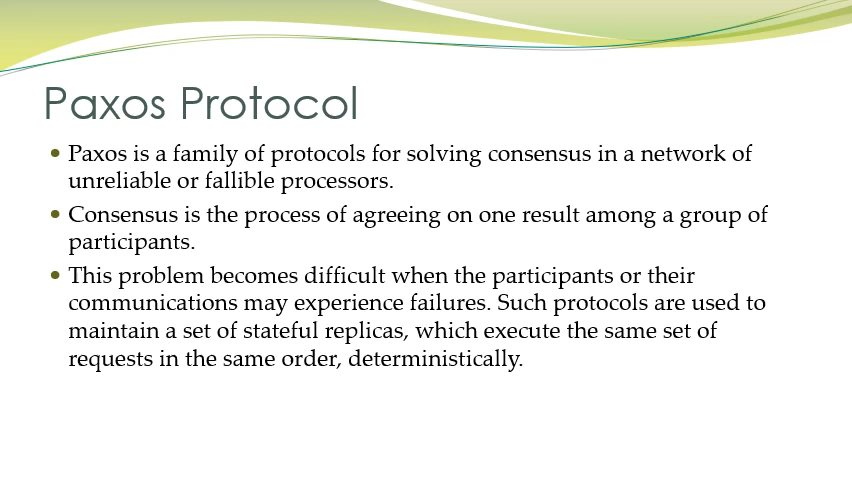 Paxos Protocol
• Paxos is a family of protocols for solving consensus in a network of
unreliable or fallible processors.
• Consensus is the process of agreeing on one result among a group of
participants.
• This problem becomes difficult when the participants or their
communications may experience failures. Such protocols are used to
maintain a set of stateful replicas, which execute the same set of
requests in the same order, deterministically.